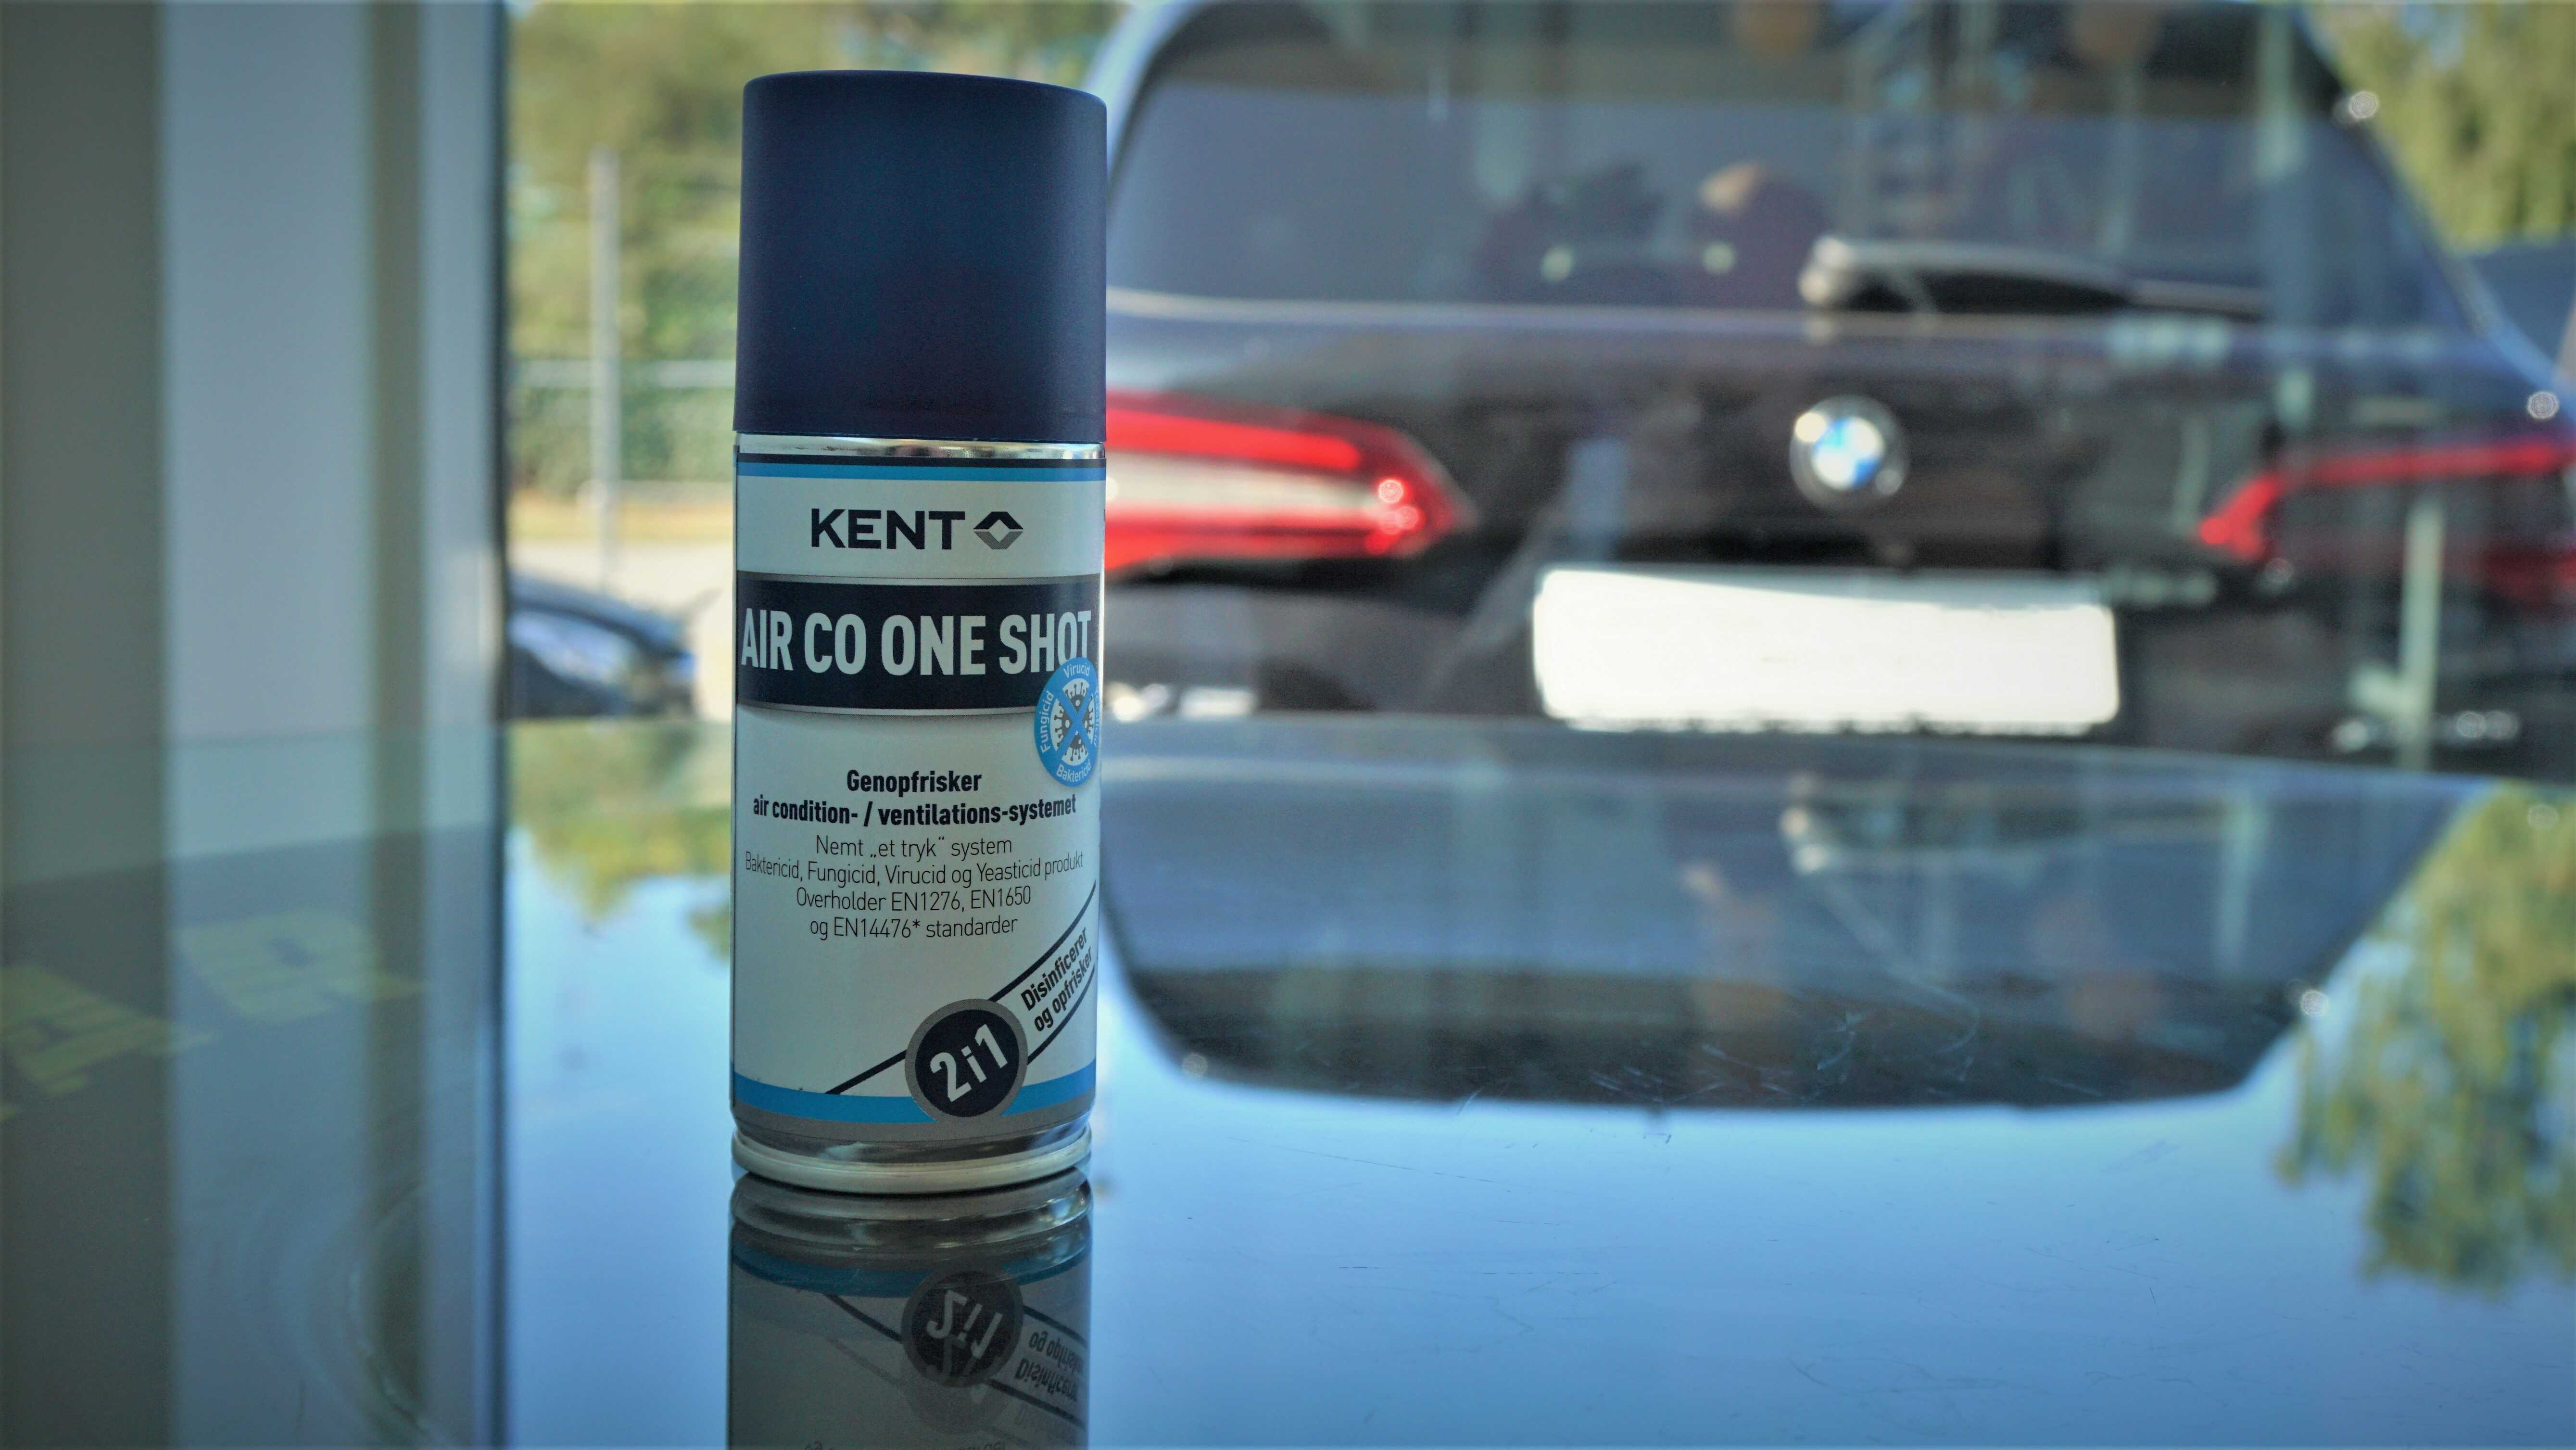 KENT
AIR CO ONE SHOT
Virucid
Fungicid
Baktericid
Genopfrisker
air condition- / ventilations-systemet
Nemt „et tryk“ system
Baktericid, Fungicid, Virucid og Yeasticid produkt
Overholder EN1276, EN1650
og EN14476* standarder
Disinficerer
og opfrisker
2i1